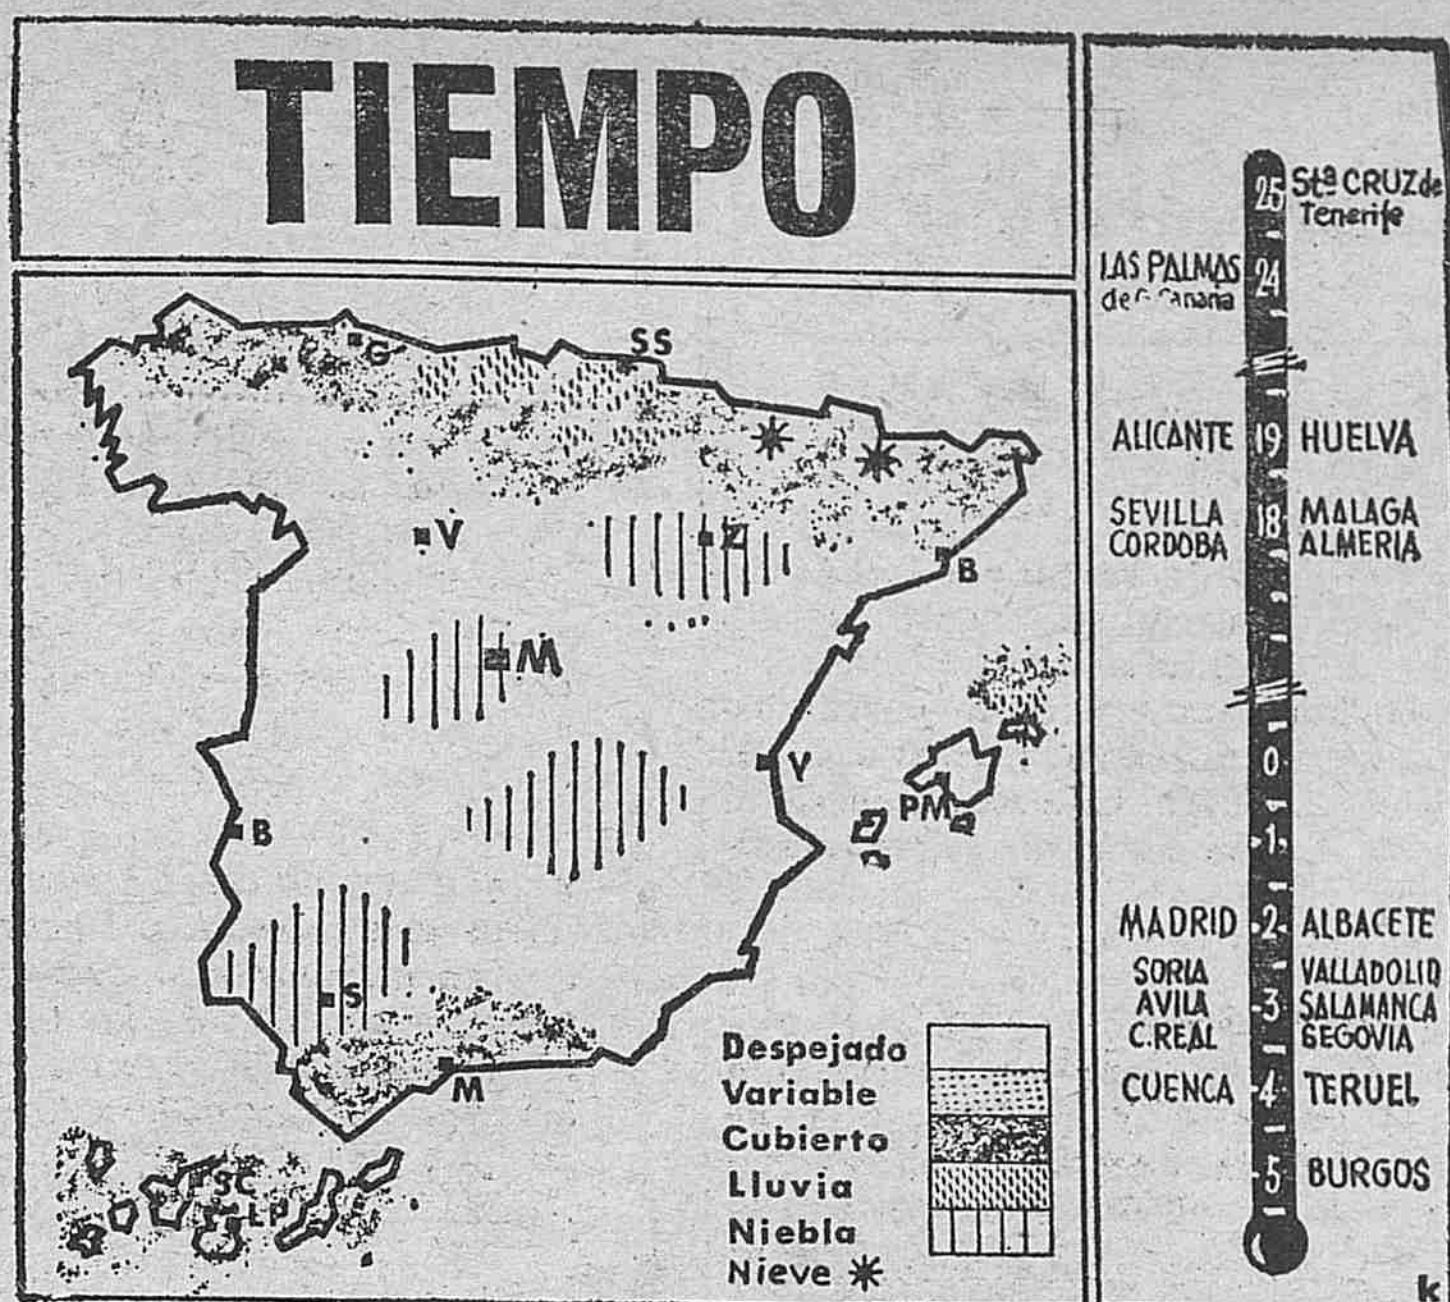 TIEMPO
G
SS
V
Z
B
M
V
PM
B
S
M
SC
LP
Despejado
Variable
Cubierto
Lluvia
Niebla
Nieve
25 Stª CRUZ de
Tenerife
LAS PALMAS 24
de G. Canaria
ALICANTE 19 HUELVA
SEVILLA 18 MALAGA
CORDOBA ALMERIA
0
-1
MADRID -2 ALBACETE
SORIA VALLADOLID
AVILA -3 SALAMANCA
C.REAL SEGOVIA
CUENCA -4 TERUEL
-5 BURGOS
k